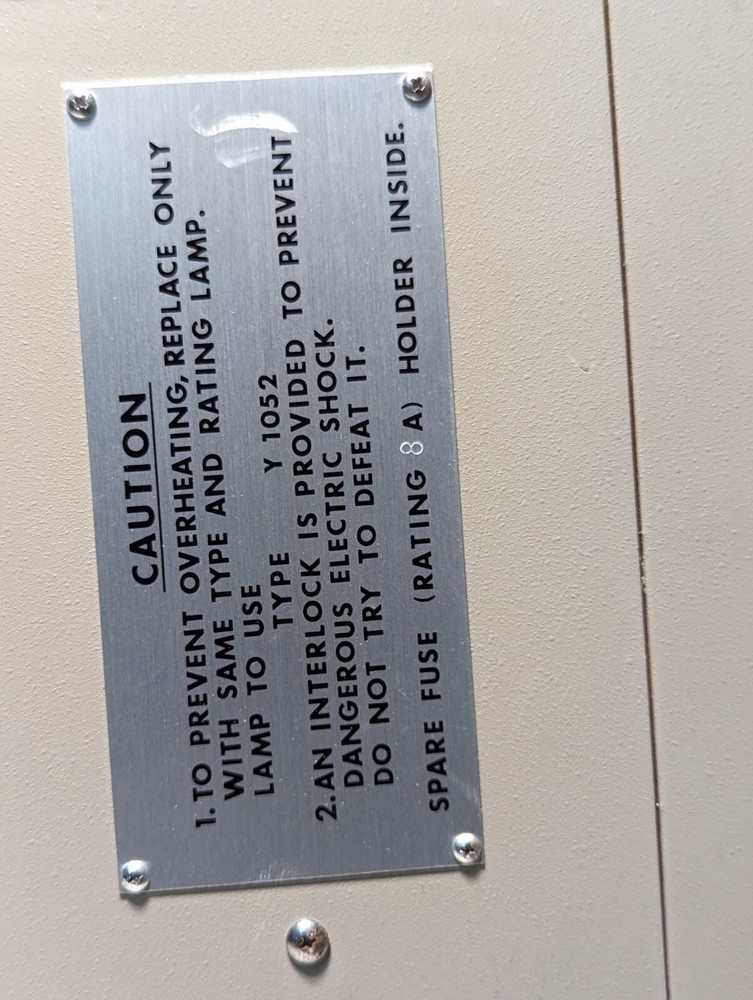 CAUTION
1. TO PREVENT OVERHEATING, REPLACE ONLY
WITH SAME TYPE AND RATING LAMP.
LAMP TO USE
TYPE Y 1052
2. AN INTERLOCK IS PROVIDED TO PREVENT
DANGEROUS ELECTRIC SHOCK.
DO NOT TRY TO DEFEAT IT.
SPARE FUSE (RATING 8 A) HOLDER INSIDE.